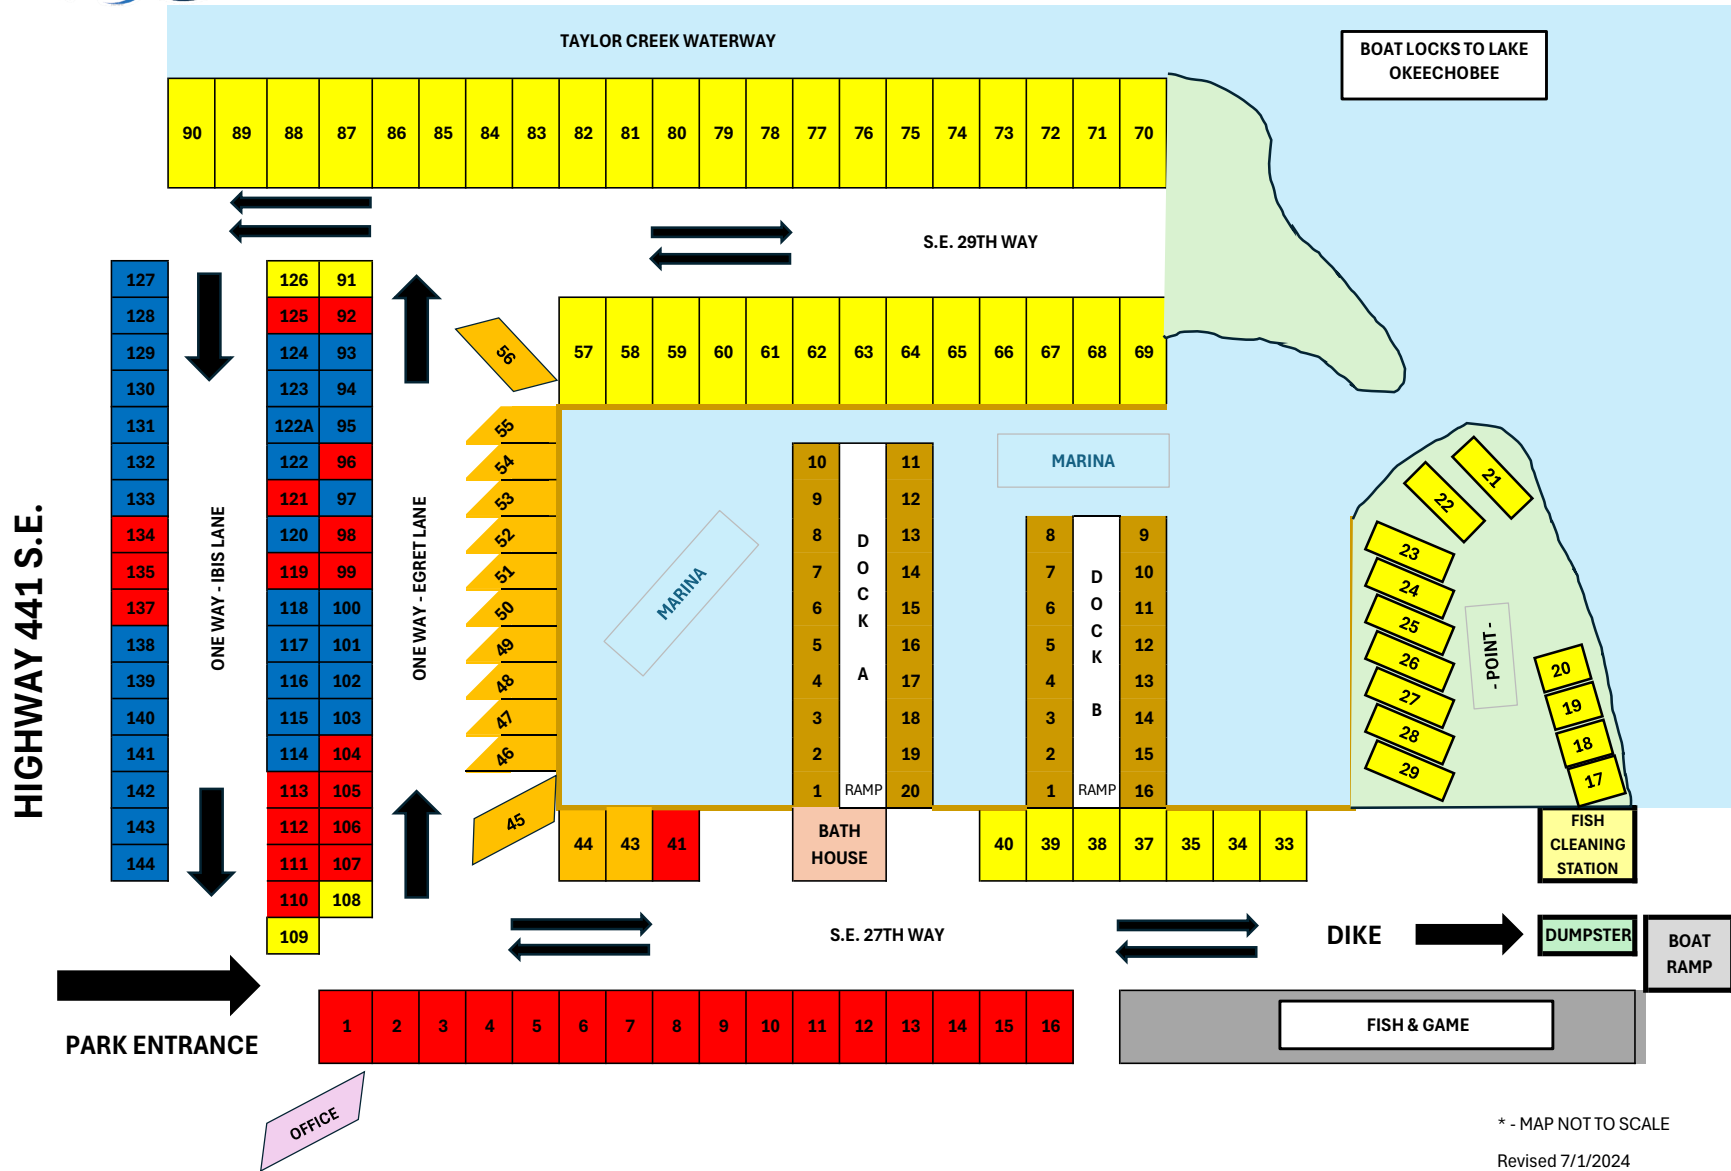 TAYLOR CREEK WATERWAY
BOAT LOCKS TO LAKE
OKEECHOBEE
90 89 88 87 86 85 84 83 82 81 80 79 78 77 76 75 74 73 72 71 70
S.E. 29TH WAY
127 126 91
128 125 92
129 124 93
130 123 94
131 122A 95
132 122 96
133 121 97
134 120 98
135 119 99
137 118 100
138 117 101
139 116 102
140 115 103
141 114 104
142 113 105
143 112 106
144 111 107
110 108
109
HIGHWAY 441 S.E.
ONE WAY - IBIS LANE
ONE WAY - EGRET LANE
56
57 58 59 60 61 62 63 64 65 66 67 68 69
55
54
53
52
51
50
49
48
47
46
45
MARINA
MARINA
10 11
9 12
8 13
7 14
6 15
5 16
4 17
3 18
2 19
1 RAMP 20
DOCK A
8 9
7 10
6 11
5 12
4 13
3 14
2 15
1 RAMP 16
DOCK B
21
22
23
24
25
26
27
28
29
- POINT -
20
19
18
17
44 43 41
BATH
HOUSE
40 39 38 37 35 34 33
FISH
CLEANING
STATION
S.E. 27TH WAY
DIKE
DUMPSTER
BOAT
RAMP
PARK ENTRANCE
1 2 3 4 5 6 7 8 9 10 11 12 13 14 15 16
FISH & GAME
OFFICE
* - MAP NOT TO SCALE
Revised 7/1/2024